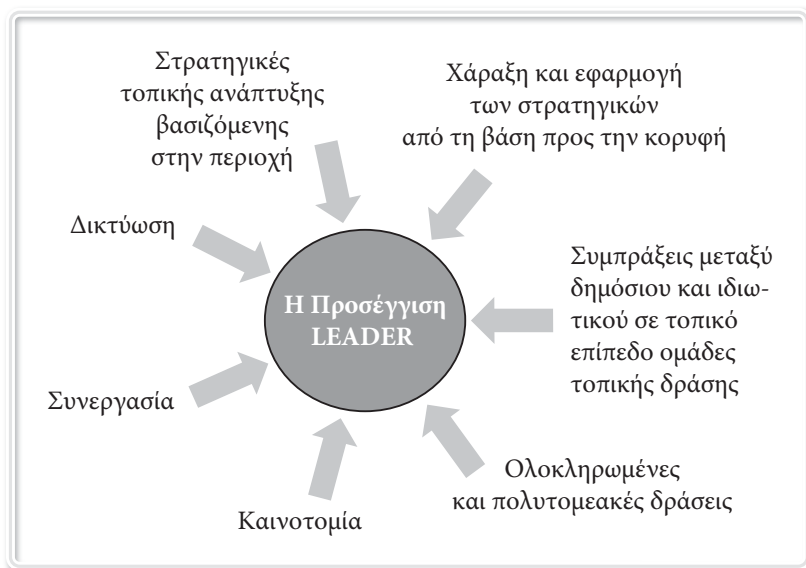 Στρατηγικές
τοπικής ανάπτυξης
βασιζόμενης
στην περιοχή
Χάραξη και εφαρμογή
των στρατηγικών
από τη βάση προς την κορυφή
Δικτύωση
Συμπράξεις μεταξύ
δημόσιου και ιδιω-
τικού σε τοπικό
επίπεδο ομάδες
τοπικής δράσης
Η Προσέγγιση
LEADER
Συνεργασία
Ολοκληρωμένες
και πολυτομεακές δράσεις
Καινοτομία